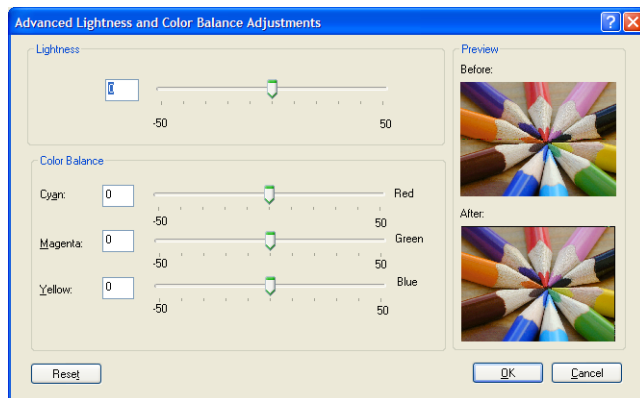 Advanced Lightness and Color Balance Adjustments
Lightness
0
-50 50
Color Balance
Cyan: 0 Red
-50 50
Magenta: 0 Green
-50 50
Yellow: 0 Blue
-50 50
Preview
Before:
After:
Reset OK Cancel